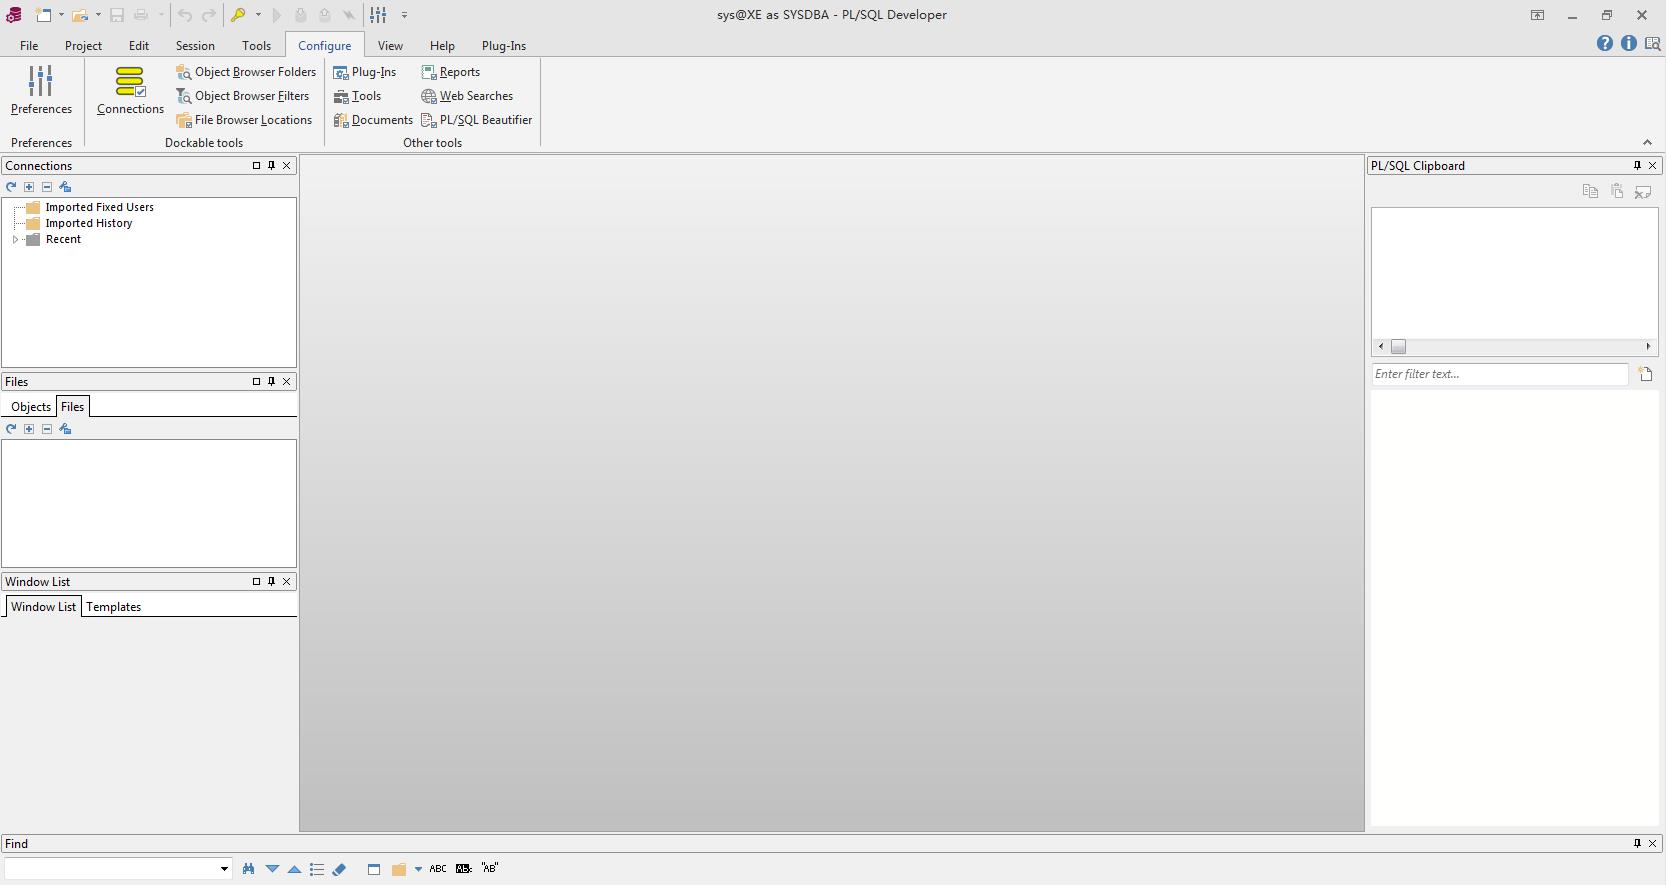 sys@XE as SYSDBA - PL/SQL Developer
File Project Edit Session Tools Configure View Help Plug-Ins
Preferences
Connections
Object Browser Folders
Object Browser Filters
File Browser Locations
Plug-Ins
Tools
Documents
Reports
Web Searches
PL/SQL Beautifier
Preferences Dockable tools Other tools
Connections
Imported Fixed Users
Imported History
Recent
Files
Objects Files
Window List
Window List Templates
PL/SQL Clipboard
Enter filter text...
Find
ABC AB "AB"